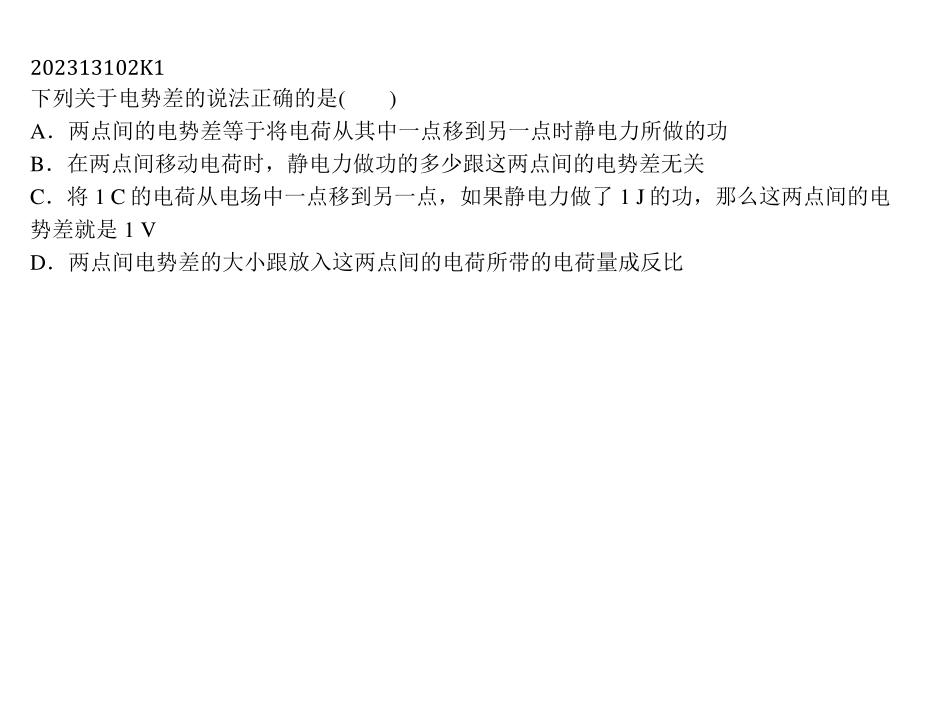 202313102K1
下列关于电势差的说法正确的是(　　)
A．两点间的电势差等于将电荷从其中一点移到另一点时静电力所做的功
B．在两点间移动电荷时，静电力做功的多少跟这两点间的电势差无关
C．将 1 C 的电荷从电场中一点移到另一点，如果静电力做了 1 J 的功，那么这两点间的电
势差就是 1 V
D．两点间电势差的大小跟放入这两点间的电荷所带的电荷量成反比